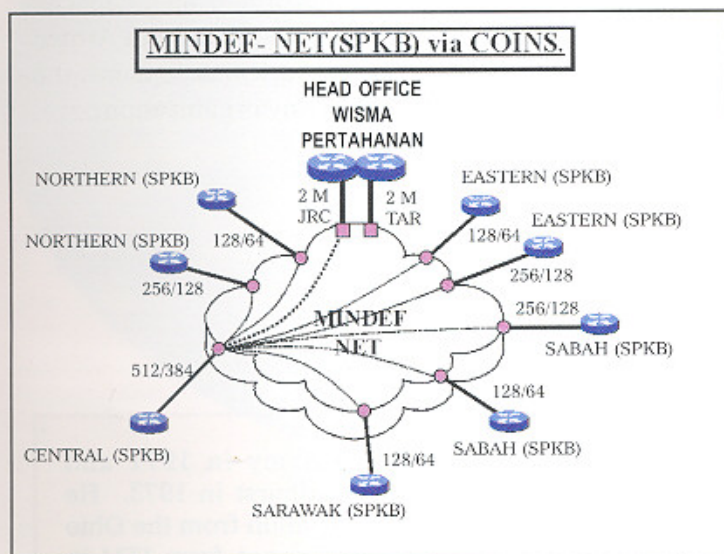 MINDEF- NET(SPKB) via COINS.
HEAD OFFICE
WISMA
PERTAHANAN
NORTHERN (SPKB)
2 M
JRC
2 M
TAR
EASTERN (SPKB)
128/64
128/64
NORTHERN (SPKB)
EASTERN (SPKB)
256/128
256/128
256/128
MINDEF
NET
SABAH (SPKB)
512/384
128/64
CENTRAL (SPKB)
SABAH (SPKB)
128/64
SARAWAK (SPKB)